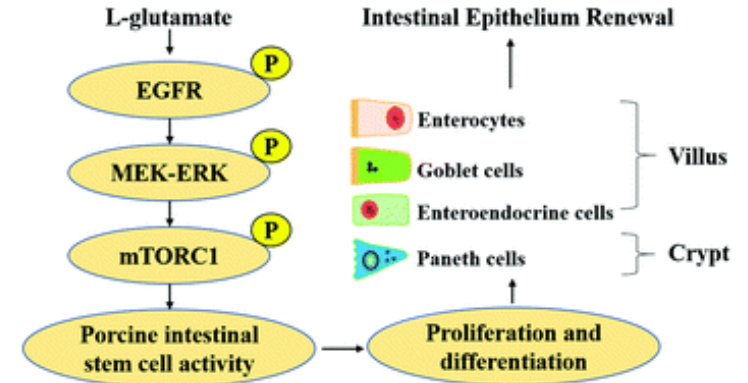 L-glutamate
P
EGFR
P
MEK-ERK
P
mTORC1
Porcine intestinal
stem cell activity
Proliferation and
differentiation
Intestinal Epithelium Renewal
Enterocytes
Goblet cells
Enteroendocrine cells
Villus
Paneth cells
Crypt